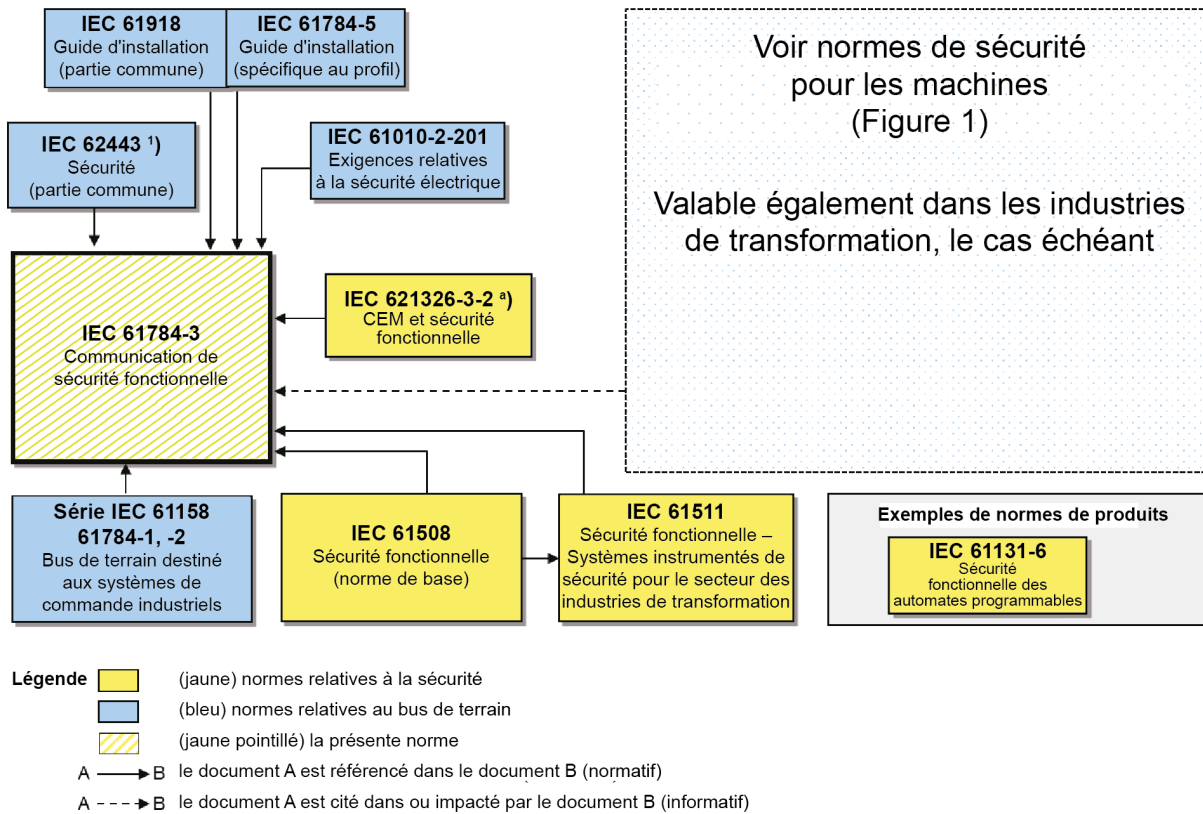 IEC 61918
Guide d'installation
(partie commune)
IEC 61784-5
Guide d'installation
(spécifique au profil)
Voir normes de sécurité
pour les machines
(Figure 1)
Valable également dans les industries
de transformation, le cas échéant
IEC 62443 ¹)
Sécurité
(partie commune)
IEC 61010-2-201
Exigences relatives
à la sécurité électrique
IEC 61784-3
Communication de
sécurité fonctionnelle
IEC 621326-3-2 ᵃ)
CEM et sécurité
fonctionnelle
Série IEC 61158
61784-1, -2
Bus de terrain destiné
aux systèmes de
commande industriels
IEC 61508
Sécurité fonctionnelle
(norme de base)
IEC 61511
Sécurité fonctionnelle –
Systèmes instrumentés de
sécurité pour le secteur des
industries de transformation
Exemples de normes de produits
IEC 61131-6
Sécurité
fonctionnelle des
automates programmables
Légende
(jaune) normes relatives à la sécurité
(bleu) normes relatives au bus de terrain
(jaune pointillé) la présente norme
A B le document A est référencé dans le document B (normatif)
A B le document A est cité dans ou impacté par le document B (informatif)